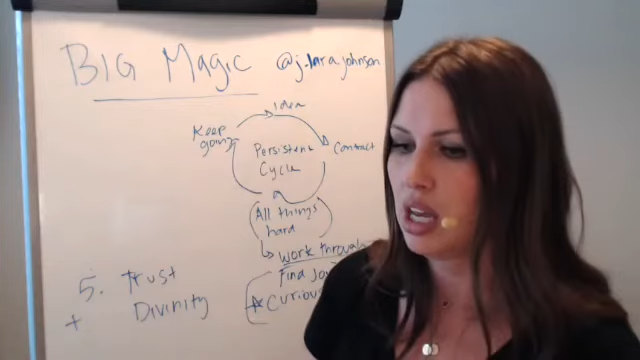 BIG Magic
@j.larajohnson
Idea
Keep
going
Persistent
Cycle
Contract
All things
hard
Work through
Find Joy
Curious
5. Trust
+ Divinity